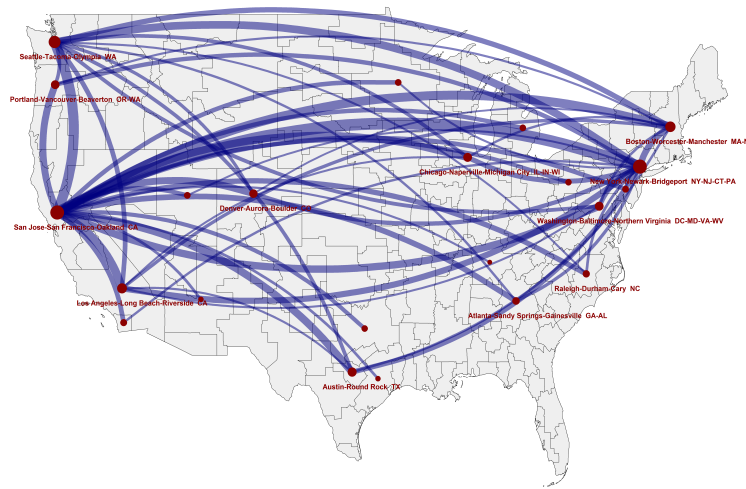 Seattle-Tacoma-Olympia WA
Portland-Vancouver-Beaverton OR-WA
Boston-Worcester-Manchester MA-N
Chicago-Naperville-Michigan City IL-IN-WI
New York-Newark-Bridgeport NY-NJ-CT-PA
Denver-Aurora-Boulder CO
Washington-Baltimore-Northern Virginia DC-MD-VA-WV
San Jose-San Francisco-Oakland CA
Raleigh-Durham-Cary NC
Los Angeles-Long Beach-Riverside CA
Atlanta-Sandy Springs-Gainesville GA-AL
Austin-Round Rock TX